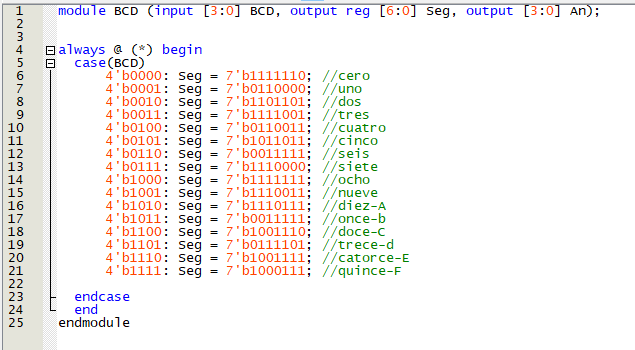 1 module BCD (input [3:0] BCD, output reg [6:0] Seg, output [3:0] An);
2
3
4 always @ (*) begin
5 case(BCD)
6 4'b0000: Seg = 7'b1111110; //cero
7 4'b0001: Seg = 7'b0110000; //uno
8 4'b0010: Seg = 7'b1101101; //dos
9 4'b0011: Seg = 7'b1111001; //tres
10 4'b0100: Seg = 7'b0110011; //cuatro
11 4'b0101: Seg = 7'b1011011; //cinco
12 4'b0110: Seg = 7'b0011111; //seis
13 4'b0111: Seg = 7'b1110000; //siete
14 4'b1000: Seg = 7'b1111111; //ocho
15 4'b1001: Seg = 7'b1110011; //nueve
16 4'b1010: Seg = 7'b1110111; //diez-A
17 4'b1011: Seg = 7'b0011111; //once-b
18 4'b1100: Seg = 7'b1001110; //doce-C
19 4'b1101: Seg = 7'b0111101; //trece-d
20 4'b1110: Seg = 7'b1001111; //catorce-E
21 4'b1111: Seg = 7'b1000111; //quince-F
22
23 endcase
24 end
25 endmodule